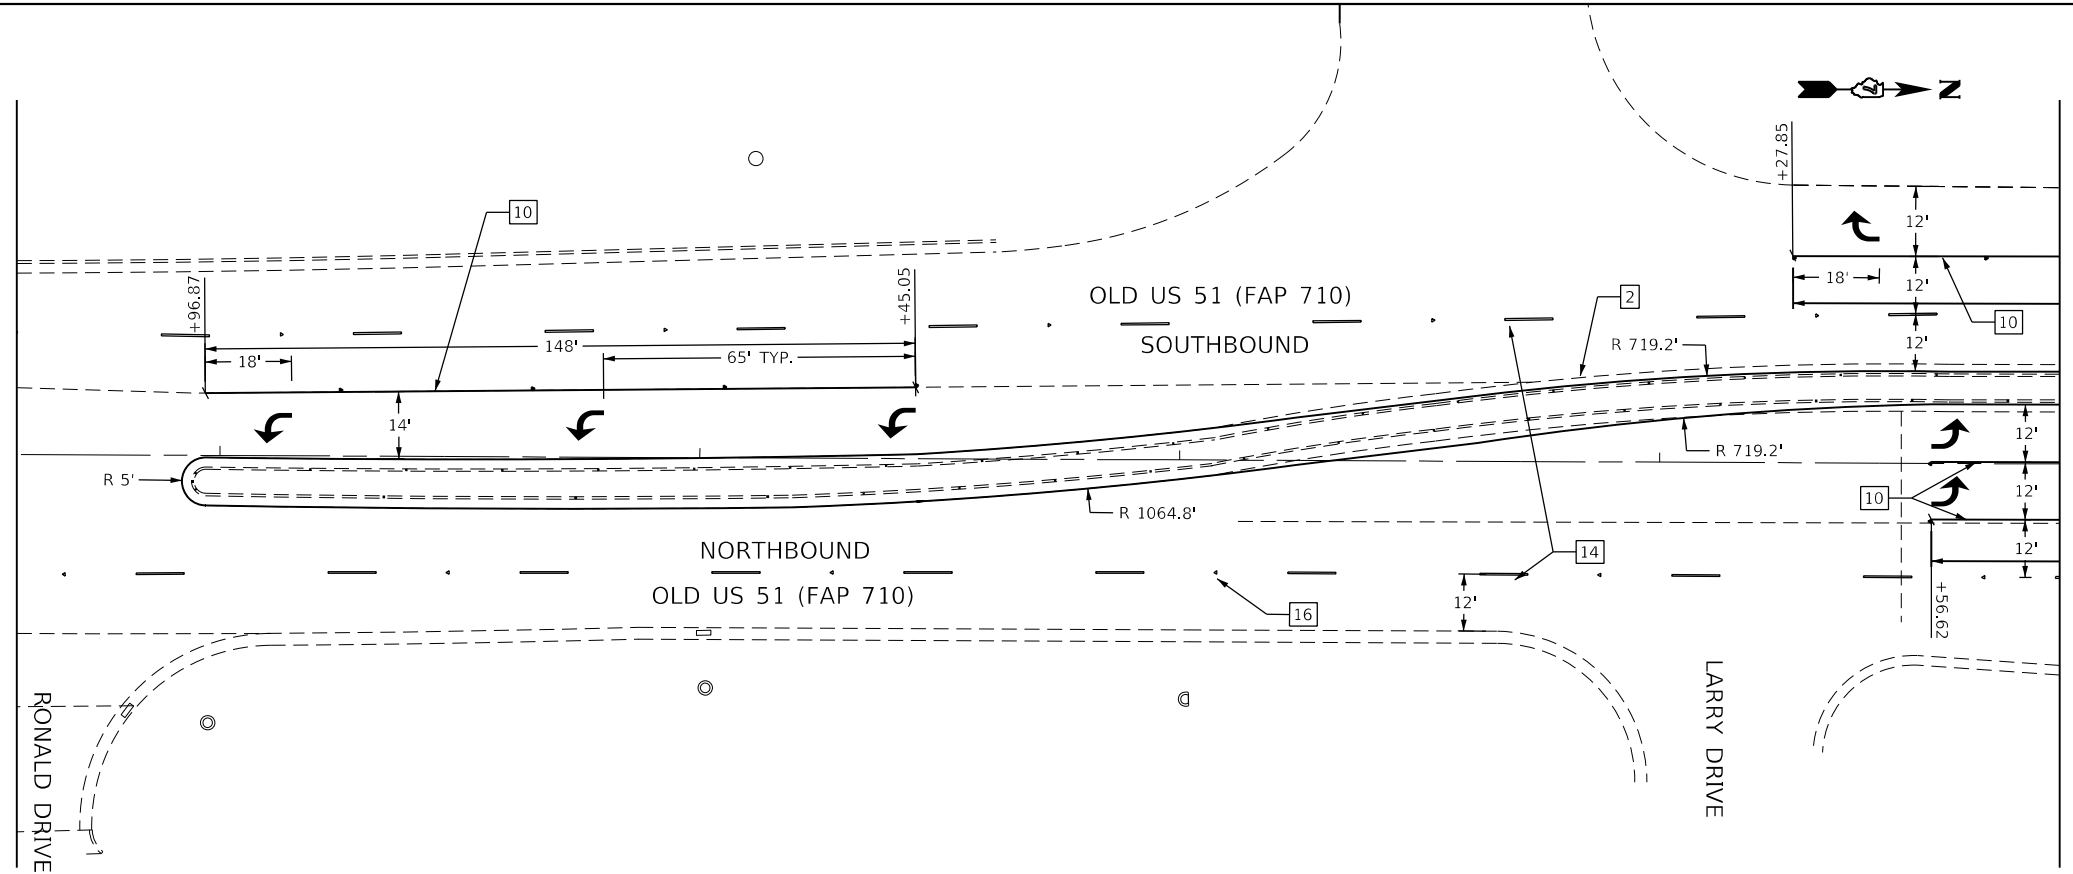 N
+27.85
10
12'
+96.87
+45.05
OLD US 51 (FAP 710)
2
18'
12'
10
148'
SOUTHBOUND
R 719.2'
12'
18'
65' TYP.
14'
12'
R 719.2'
R 5'
10
12'
R 1064.8'
NORTHBOUND
14
12'
OLD US 51 (FAP 710)
16
12'
+56.62
LARRY DRIVE
RONALD DRIVE